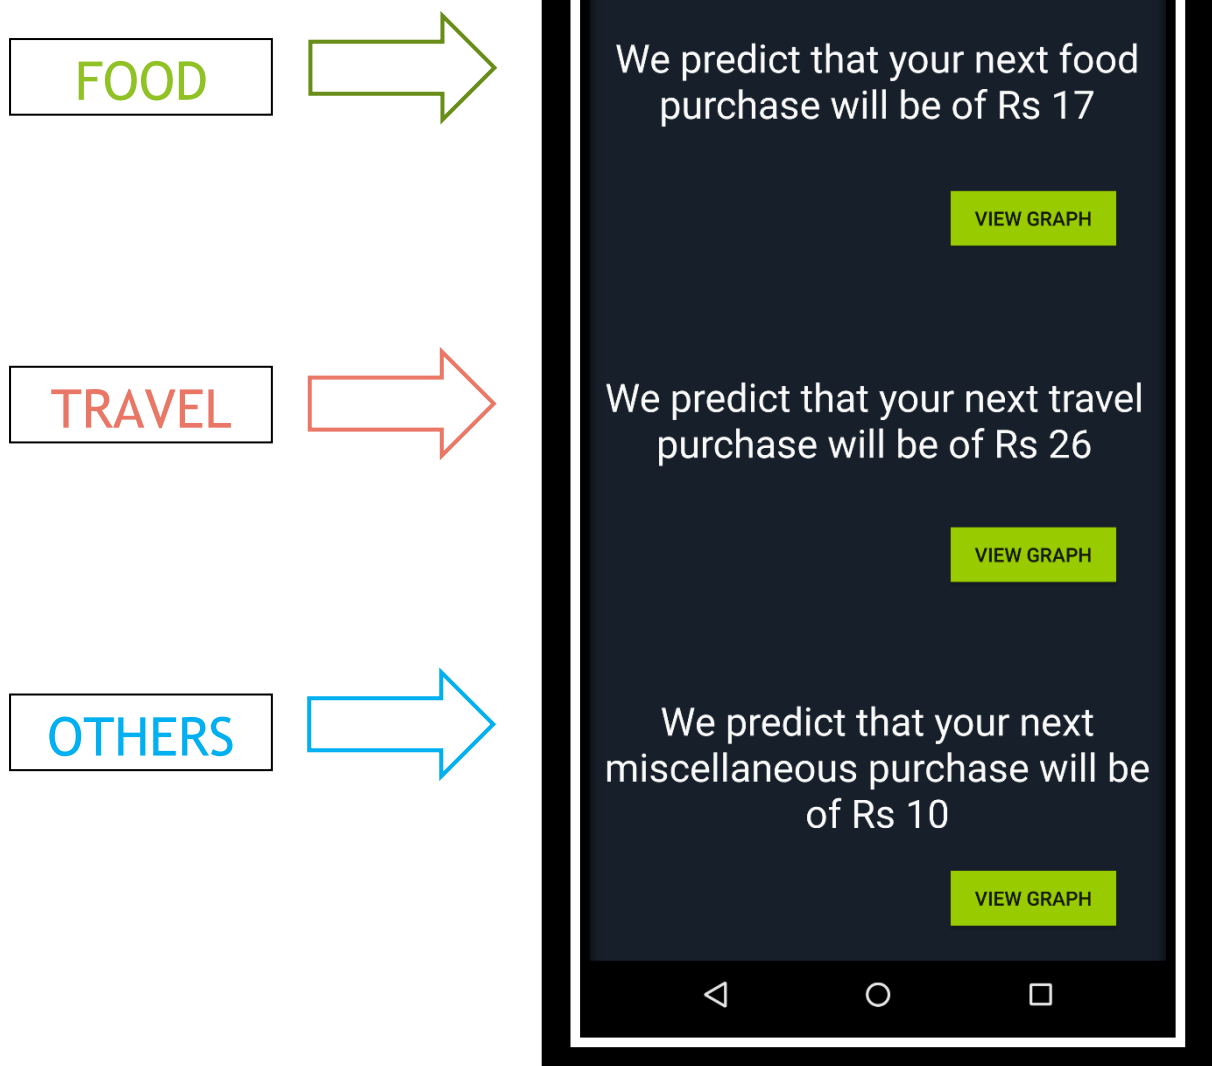 FOOD
We predict that your next food
purchase will be of Rs 17
VIEW GRAPH
TRAVEL
We predict that your next travel
purchase will be of Rs 26
VIEW GRAPH
OTHERS
We predict that your next
miscellaneous purchase will be
of Rs 10
VIEW GRAPH